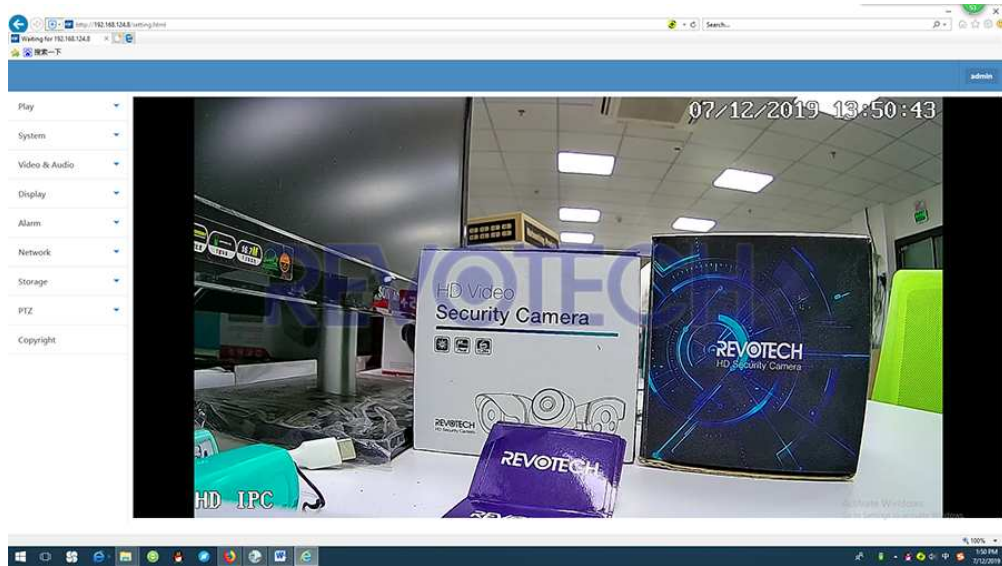 53
http://192.168.124.8/setting.html
Search...
Waiting for 192.168.124.8
搜索一下
admin
Play
System
Video & Audio
Display
Alarm
Network
Storage
PTZ
Copyright
07/12/2019 13:50:43
REVOTECH
HD Video
Security Camera
REVOTECH
HD Security Camera
REVOTECH
HD Security Camera
REVOTECH
HD IPC
Activate Windows
100%
中
1:50 PM
7/12/2019